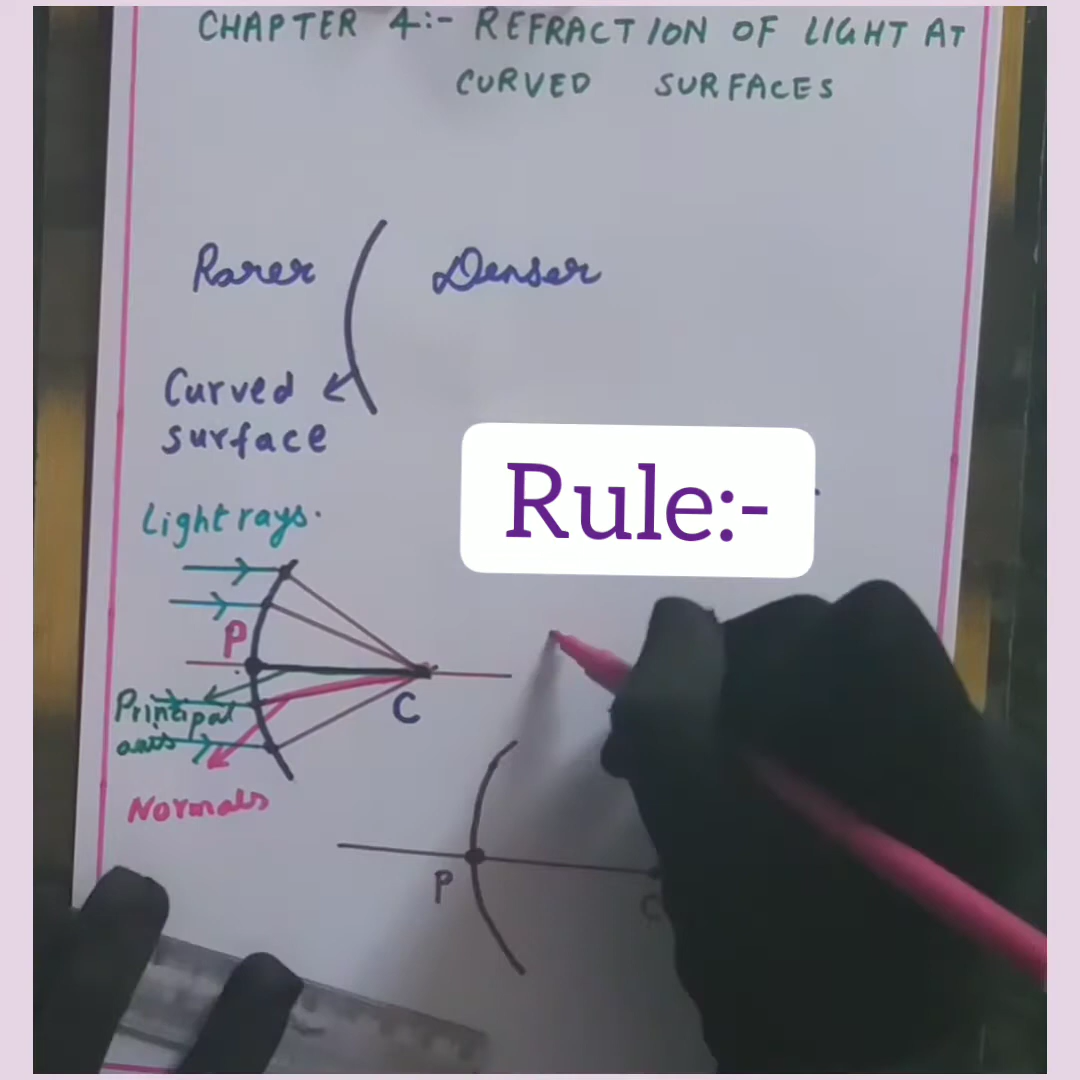 CHAPTER 4:- REFRACTION OF LIGHT AT
CURVED SURFACES
Rarer
Denser
Curved
surface
Rule:-
Light rays.
P
C
Principal
axis
Normals
P
C